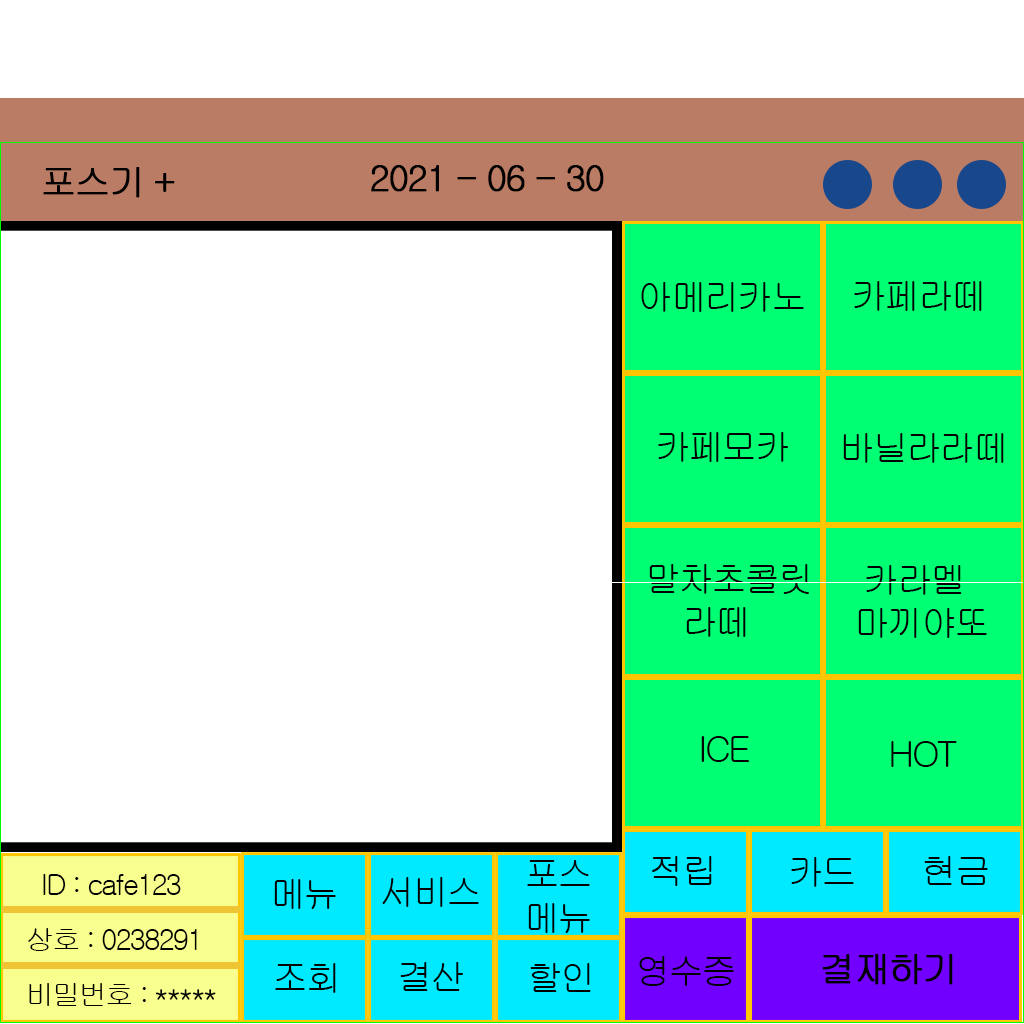 포스기 +
2021 - 06 - 30
아메리카노
카페라떼
카페모카
바닐라라떼
말차초콜릿
라떼
카라멜
마끼야또
ICE
HOT
적립
카드
현금
ID : cafe123
상호 : 0238291
비밀번호 : *****
메뉴
서비스
포스
메뉴
조회
결산
할인
영수증
결재하기